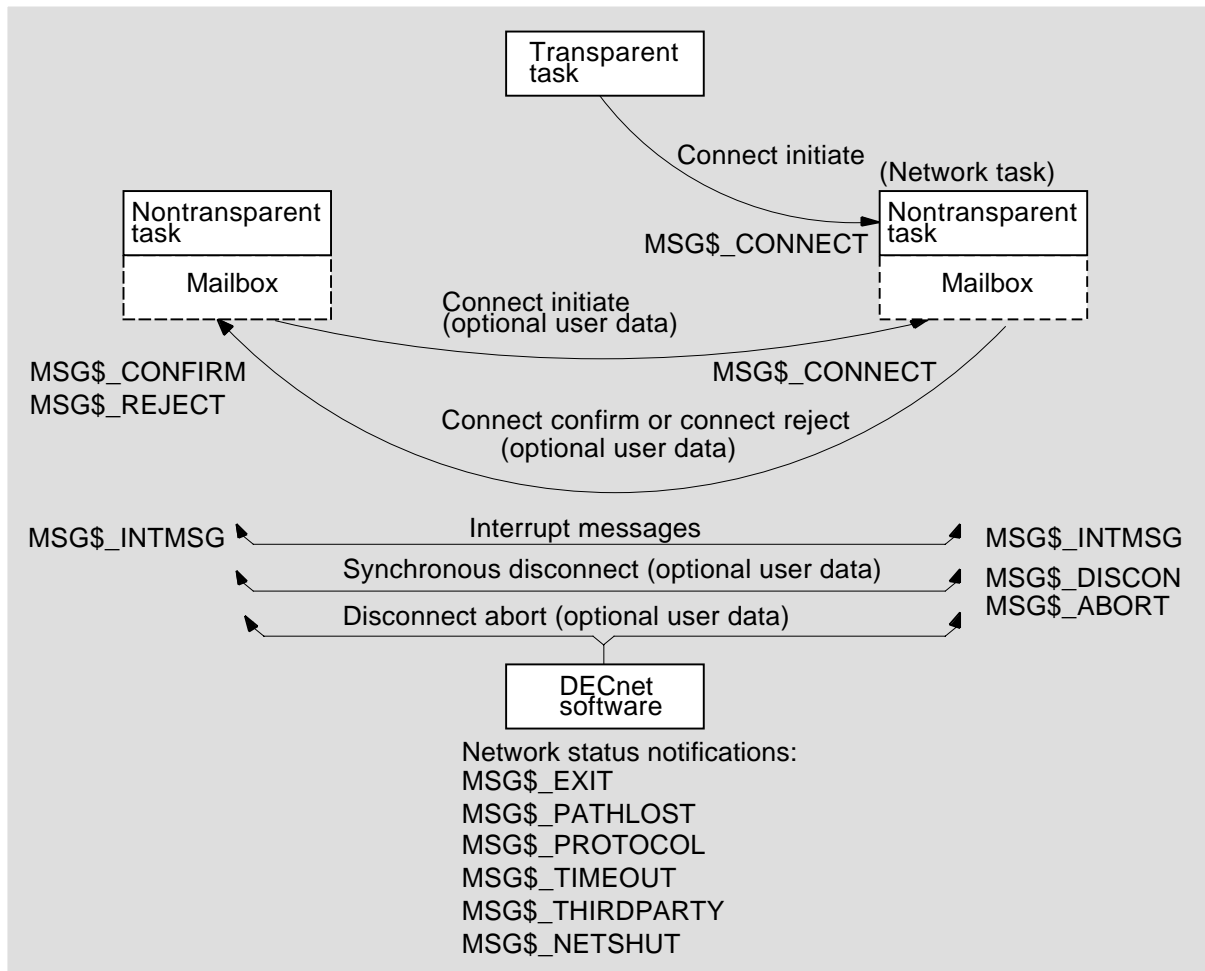 Transparent
task
Connect initiate
(Network task)
Nontransparent
task
Nontransparent
task
MSG$_CONNECT
Mailbox
Mailbox
Connect initiate
(optional user data)
MSG$_CONFIRM
MSG$_CONNECT
MSG$_REJECT
Connect confirm or connect reject
(optional user data)
MSG$_INTMSG
Interrupt messages
MSG$_INTMSG
Synchronous disconnect (optional user data)
MSG$_DISCON
MSG$_ABORT
Disconnect abort (optional user data)
DECnet
software
Network status notifications:
MSG$_EXIT
MSG$_PATHLOST
MSG$_PROTOCOL
MSG$_TIMEOUT
MSG$_THIRDPARTY
MSG$_NETSHUT